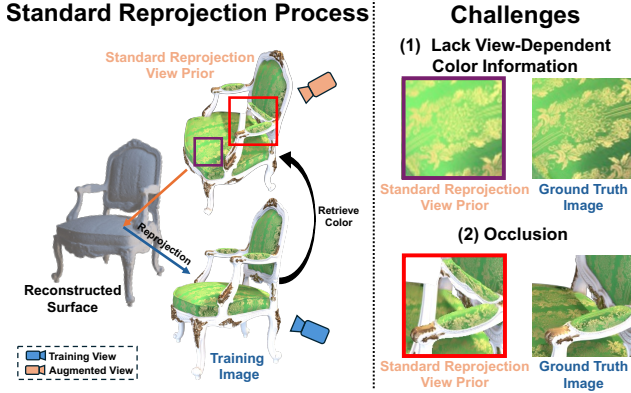 Standard Reprojection Process
Standard Reprojection
View Prior
Reprojection
Retrieve
Color
Reconstructed
Surface
Training View
Augmented View
Training
Image
Challenges
(1) Lack View-Dependent
Color Information
Standard Reprojection
View Prior
Ground Truth
Image
(2) Occlusion
Standard Reprojection
View Prior
Ground Truth
Image